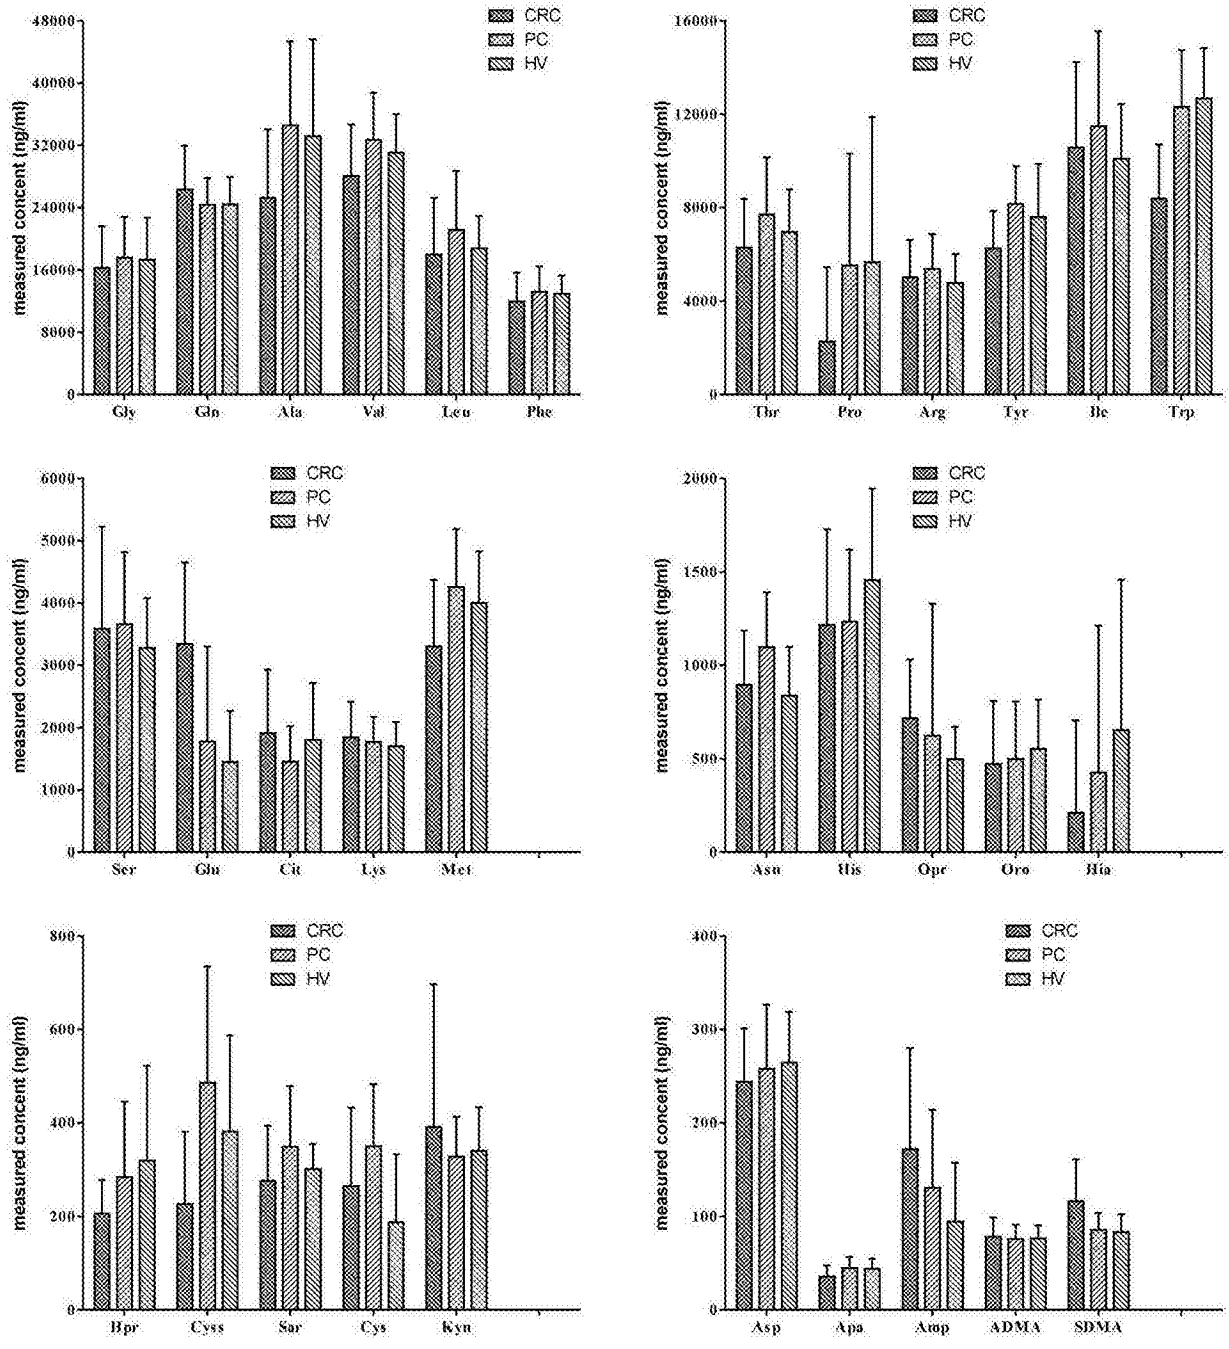 48000
40000
32000
24000
16000
8000
0
measured concent (ng/ml)
CRC
PC
HV
Gly Gln Ala Val Leu Phe
16000
12000
8000
4000
0
measured concent (ng/ml)
CRC
PC
HV
Thr Pro Arg Tyr Ile Trp
6000
5000
4000
3000
2000
1000
0
measured concent (ng/ml)
CRC
PC
HV
Ser Glu Cit Lys Met
2000
1500
1000
500
0
measured concent (ng/ml)
CRC
PC
HV
Asn His Opr Oro Hia
800
600
400
200
0
measured concent (ng/ml)
CRC
PC
HV
Hpr Cyss Sar Cys Kyn
400
300
200
100
0
measured concent (ng/ml)
CRC
PC
HV
Asp Apa Amp ADMA SDMA